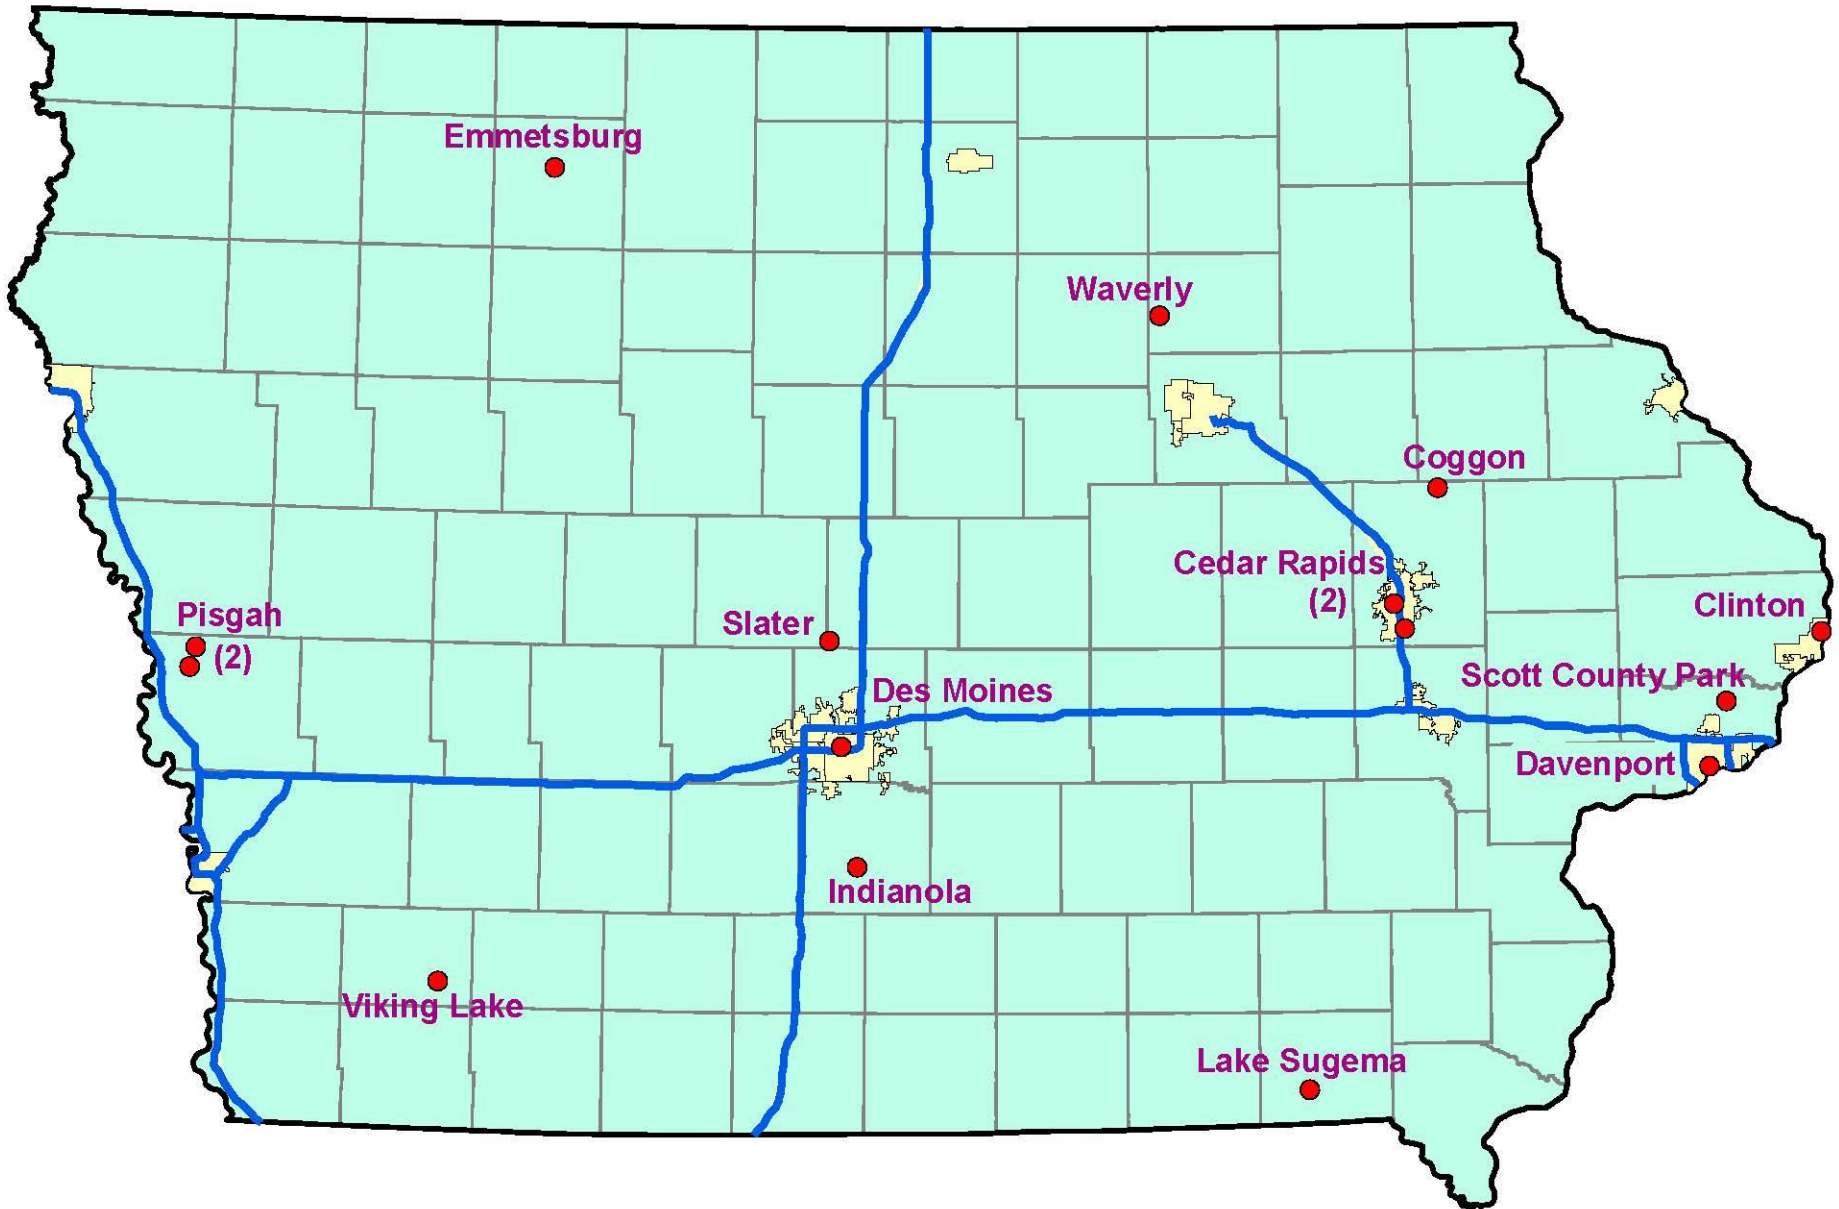 Emmetsburg
Waverly
Coggon
Cedar Rapids
(2)
Clinton
Pisgah
(2)
Slater
Scott County Park
Des Moines
Davenport
Indianola
Viking Lake
Lake Sugema